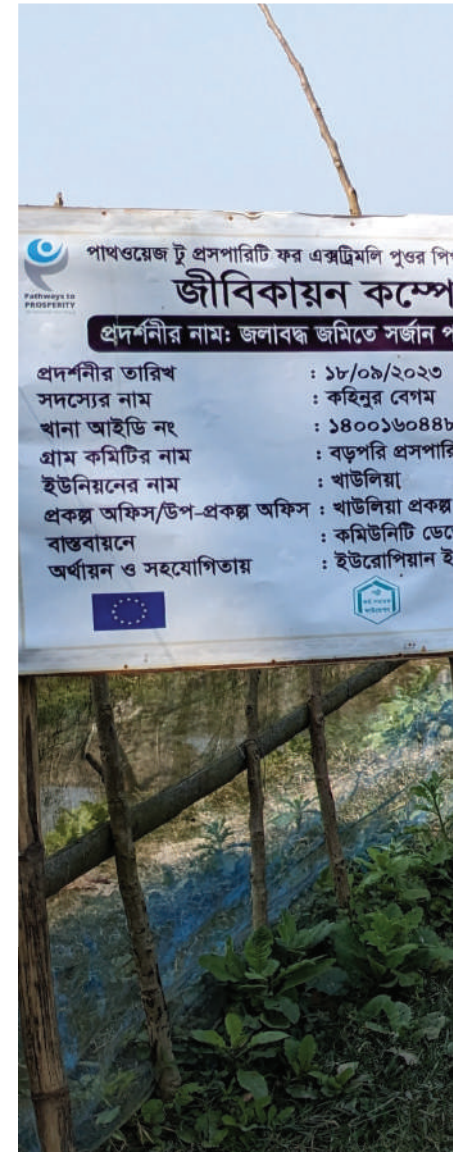 পাথওয়েজ টু প্রসপারিটি ফর এক্সট্রিমলি পুওর
Pathways to
PROSPERITY
জীবিকায়ন কম্পো
প্রদর্শনীর নাম: জলাবদ্ধ জমিতে সর্জান
প্রদর্শনীর তারিখ : ১৮/০৯/২০২৩
সদস্যের নাম : কহিনুর বেগম
খানা আইডি নং : ১৪০০১৬০৪৪৮
গ্রাম কমিটির নাম : বড়পরি প্রসপারি
ইউনিয়নের নাম : খাউলিয়া
প্রকল্প অফিস/উপ-প্রকল্প অফিস : খাউলিয়া প্রকল্প
বাস্তবায়নে : কমিউনিটি ডেভে
অর্থায়ন ও সহযোগিতায় : ইউরোপিয়ান ই